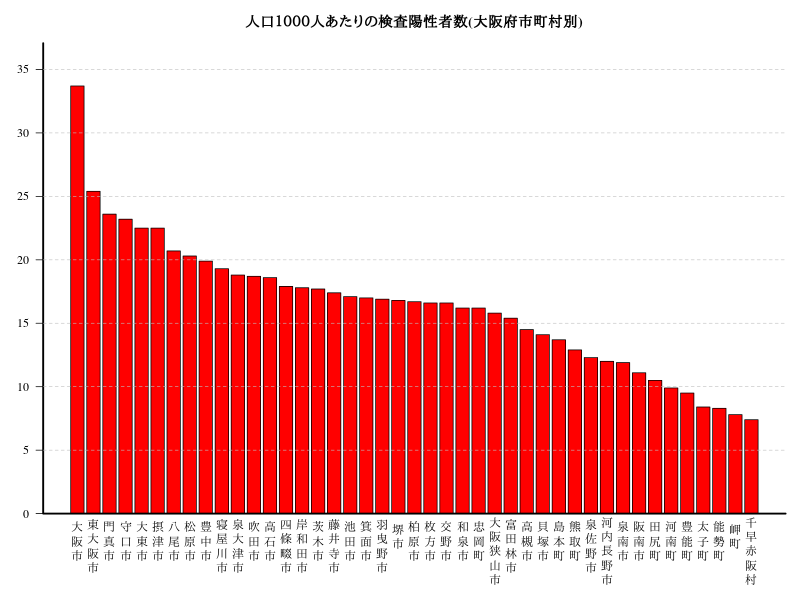 人口1000人あたりの検査陽性者数(大阪府市町村別)
35
30
25
20
15
10
5
0
大阪市
東大阪市
門真市
守口市
大東市
摂津市
八尾市
松原市
豊中市
寝屋川市
泉大津市
吹田市
高石市
四條畷市
岸和田市
茨木市
藤井寺市
池田市
箕面市
羽曳野市
堺市
柏原市
枚方市
交野市
和泉市
忠岡町
大阪狭山市
富田林市
高槻市
貝塚市
島本町
熊取町
泉佐野市
河内長野市
泉南市
阪南市
田尻町
河南町
豊能町
太子町
能勢町
岬町
千早赤阪村